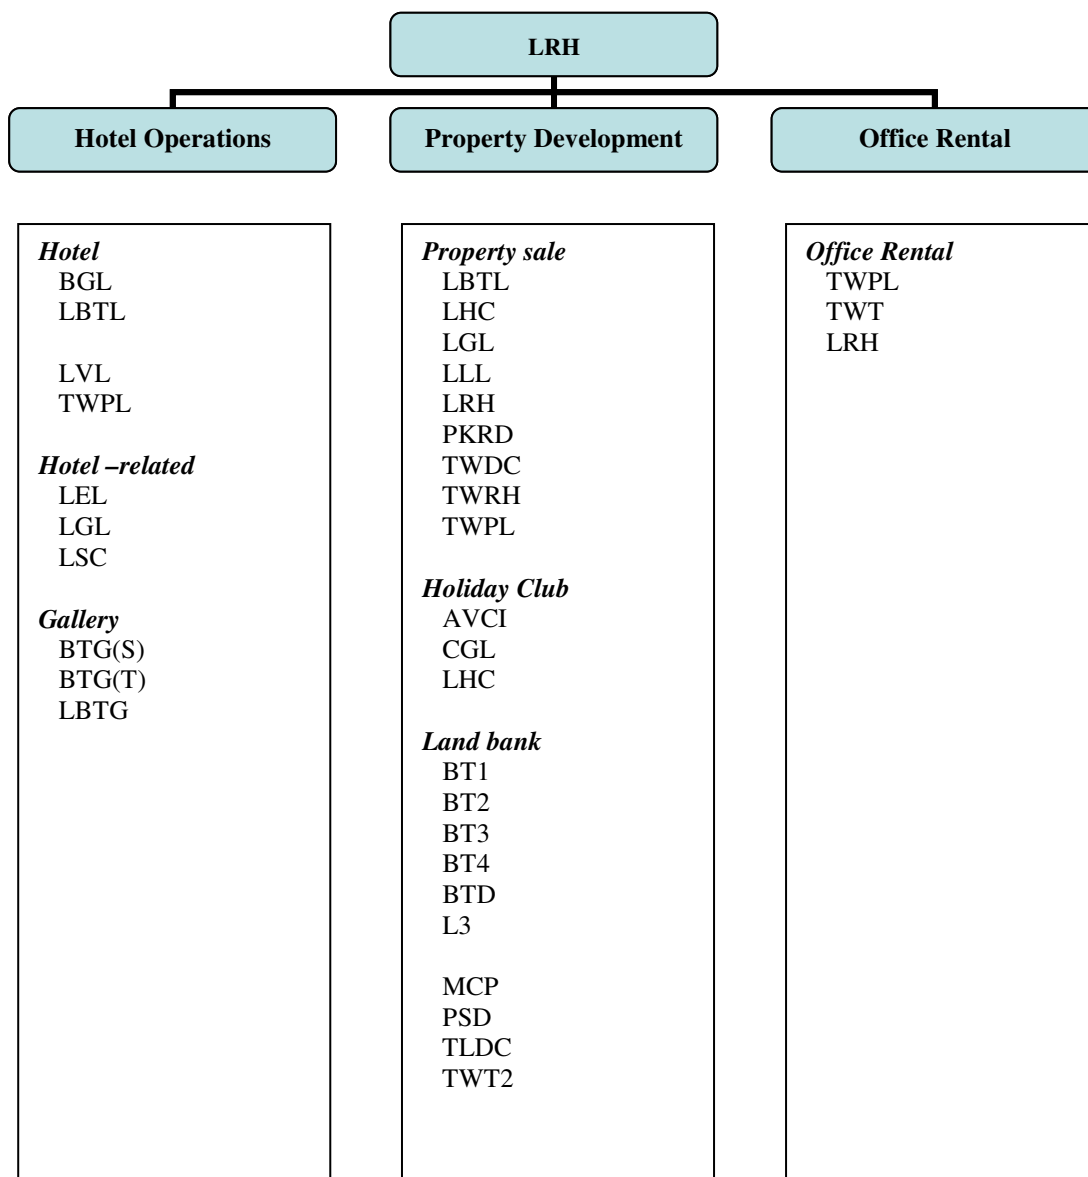 LRH
Hotel Operations
Property Development
Office Rental
Hotel
BGL
LBTL
LVL
TWPL
Hotel –related
LEL
LGL
LSC
Gallery
BTG(S)
BTG(T)
LBTG
Property sale
LBTL
LHC
LGL
LLL
LRH
PKRD
TWDC
TWRH
TWPL
Holiday Club
AVCI
CGL
LHC
Land bank
BT1
BT2
BT3
BT4
BTD
L3
MCP
PSD
TLDC
TWT2
Office Rental
TWPL
TWT
LRH